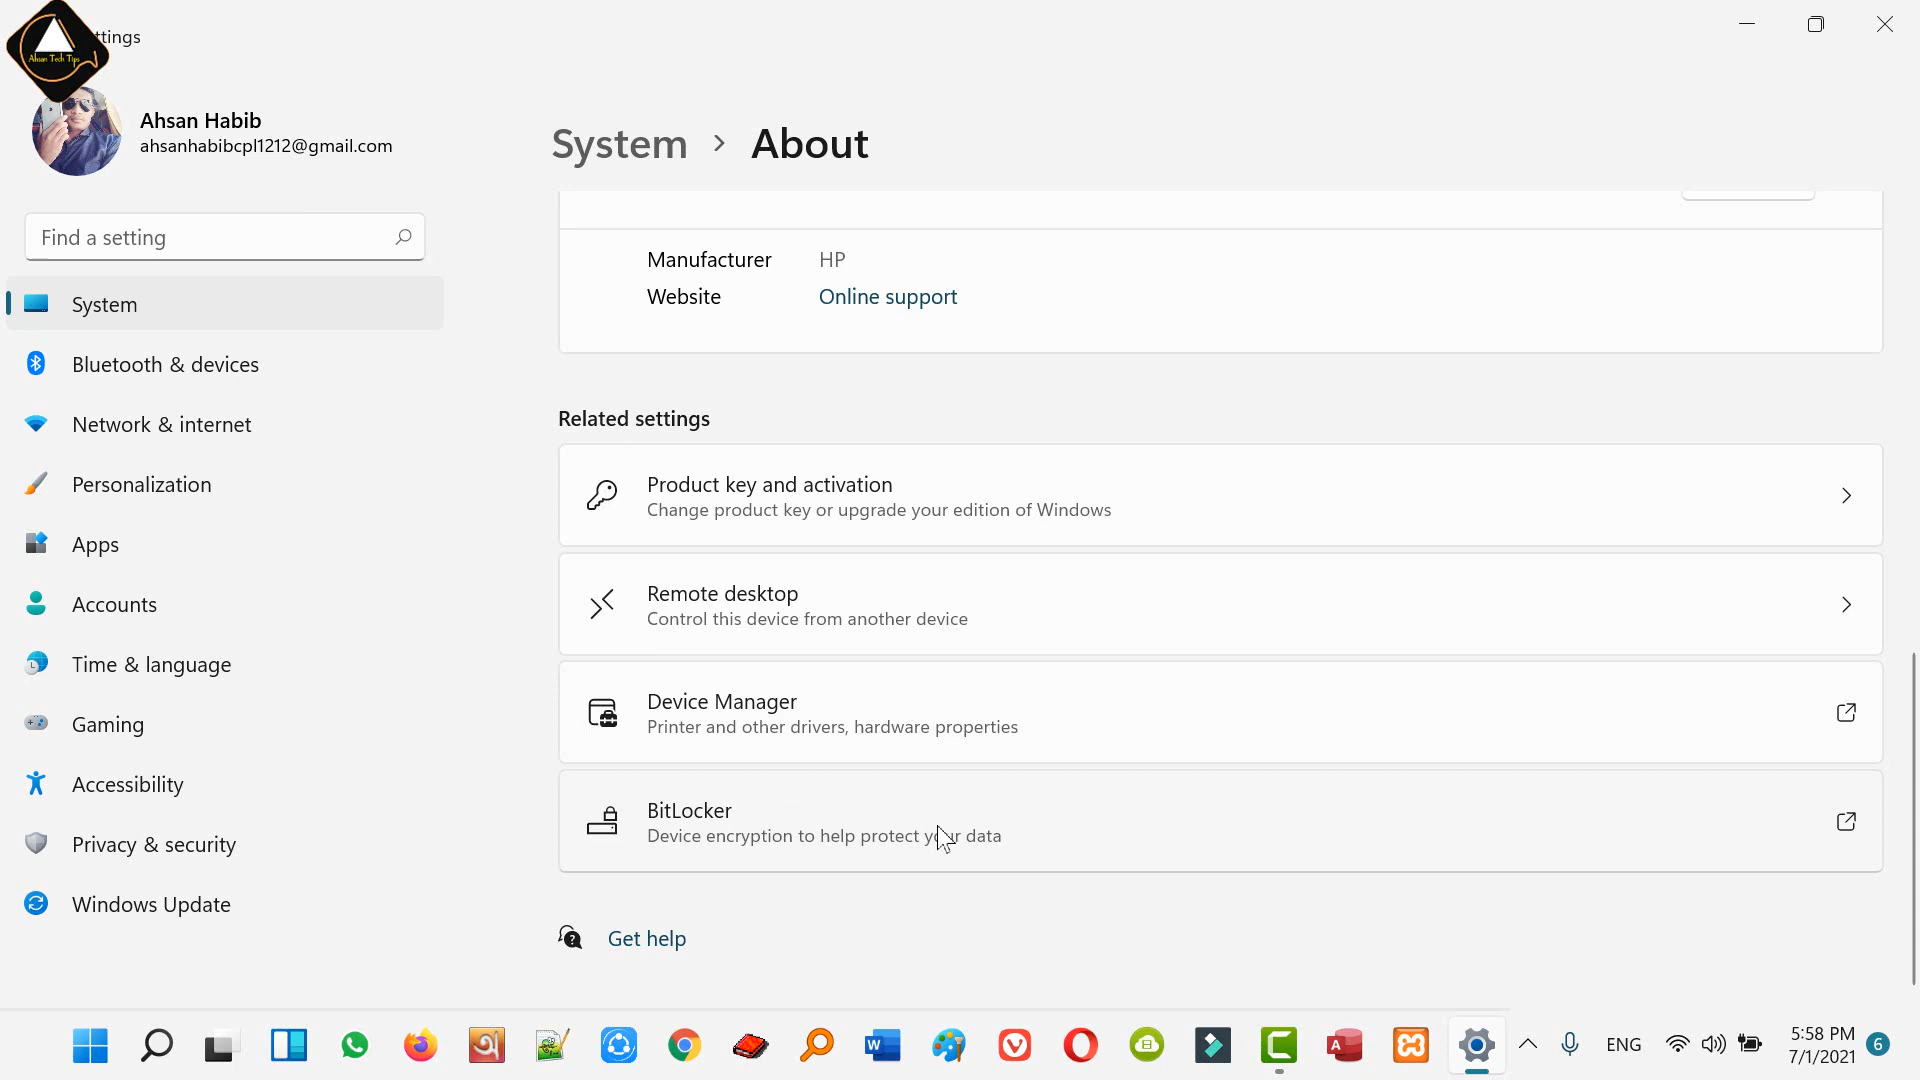 ttings
Ahsan Tech Tips
Ahsan Habib
ahsanhabibcpl1212@gmail.com
Find a setting
System
Bluetooth & devices
Network & internet
Personalization
Apps
Accounts
Time & language
Gaming
Accessibility
Privacy & security
Windows Update
System > About
Manufacturer HP
Website Online support
Related settings
Product key and activation
Change product key or upgrade your edition of Windows
Remote desktop
Control this device from another device
Device Manager
Printer and other drivers, hardware properties
BitLocker
Device encryption to help protect your data
Get help
অ
W
A
ENG
5:58 PM
7/1/2021
6